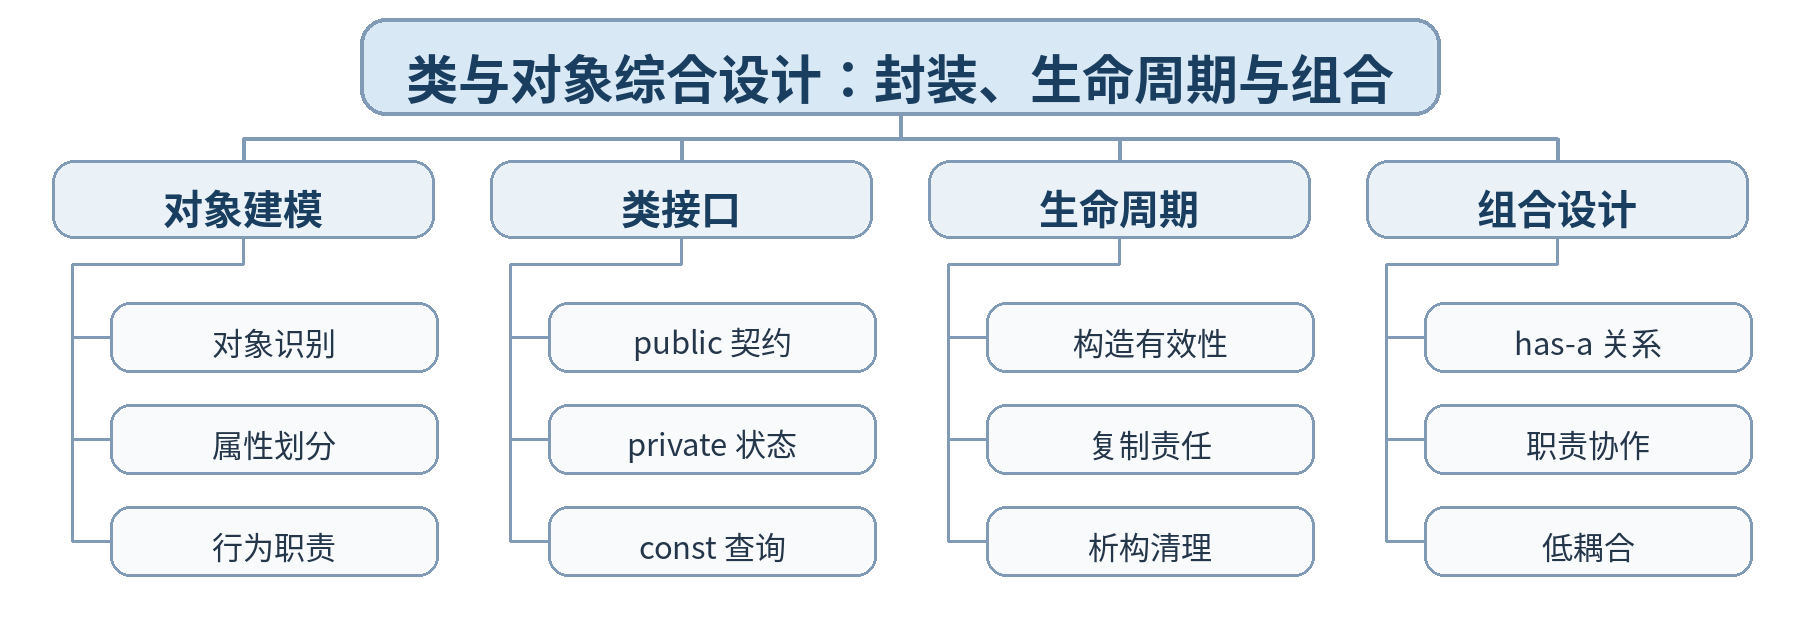 类与对象综合设计：封装、生命周期与组合
对象建模
类接口
生命周期
组合设计
对象识别
public 契约
构造有效性
has-a 关系
属性划分
private 状态
复制责任
职责协作
行为职责
const 查询
析构清理
低耦合